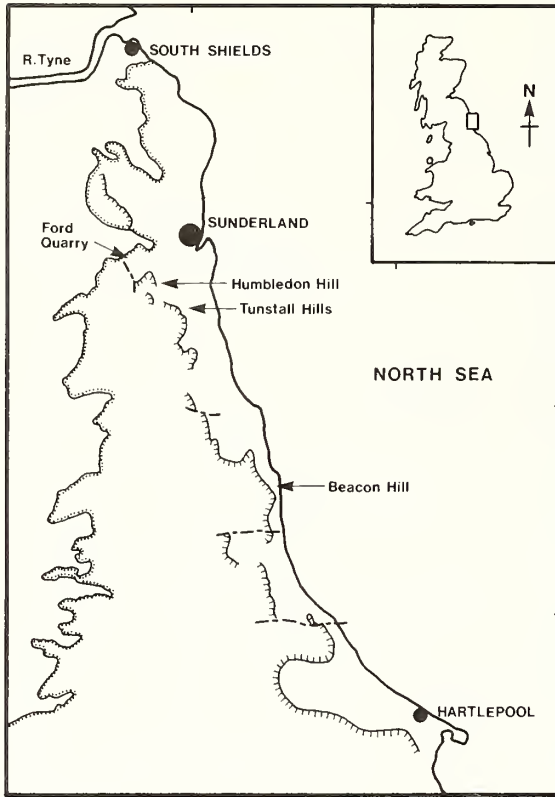 R. Tyne
SOUTH SHIELDS
N
Ford
Quarry
SUNDERLAND
Humbledon Hill
Tunstall Hills
NORTH SEA
Beacon Hill
HARTLEPOOL